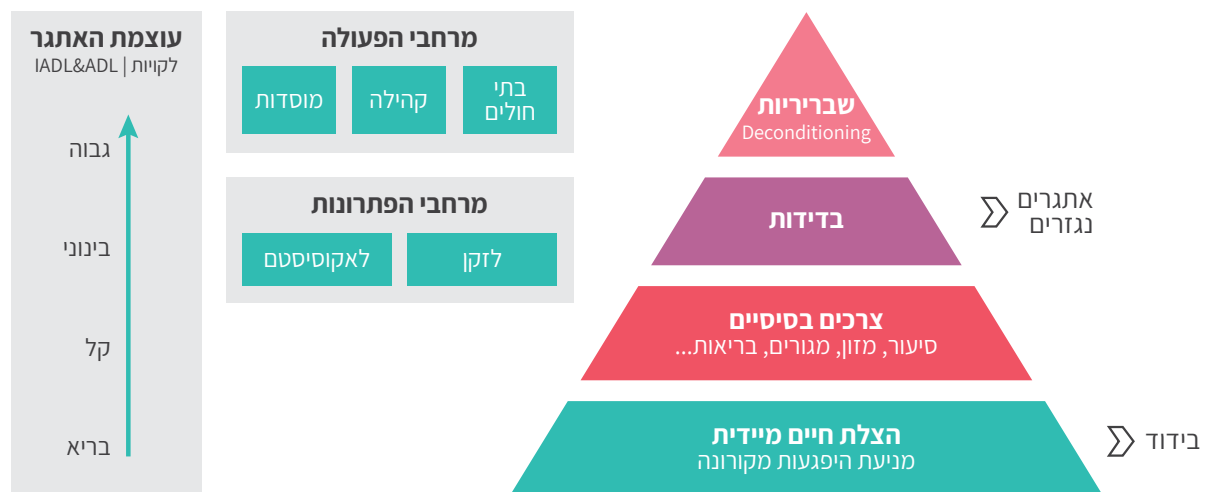 שבריריות
Deconditioning
בדידות
אתגרים
נגזרים
צרכים בסיסיים
סיעור, מזון, מגורים, בריאות...
הצלת חיים מיידית
מניעת היפגעות מקורונה
בידוד
מרחבי הפעולה
בתי
חולים
קהילה
מוסדות
מרחבי הפתרונות
לזקן
לאקוסיסטם
עוצמת האתגר
לקויות | IADL&ADL
גבוה
בינוני
קל
בריא